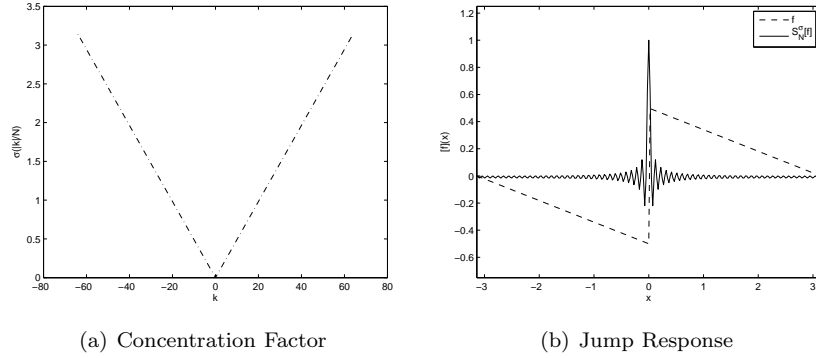 3.5
3
2.5
2
1.5
1
0.5
0
−80 −60 −40 −20 0 20 40 60 80
σ(|k|/N)
k
(a) Concentration Factor
1.2
1
0.8
0.6
0.4
0.2
0
−0.2
−0.4
−0.6
−3 −2 −1 0 1 2 3
[f](x)
x
f
S_N^σ[f]
(b) Jump Response